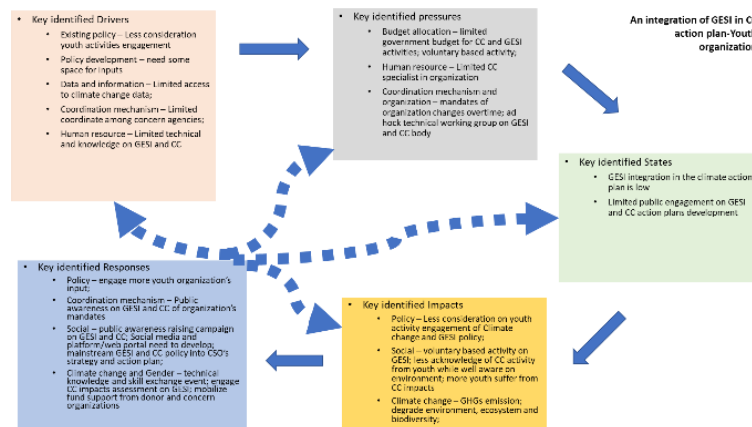 Key identified Drivers
Existing policy – Less consideration
youth activities engagement
Policy development – need some
space for inputs
Data and information – Limited access
to climate change data;
Coordination mechanism – Limited
coordinate among concern agencies;
Human resource – Limited technical
and knowledge on GESI and CC
Key identified pressures
Budget allocation – limited
government budget for CC and GESI
activities; voluntary based activity;
Human resource – Limited CC
specialist in organization
Coordination mechanism and
organization – mandates of
organization changes overtime; ad
hock technical working group on GESI
and CC body
An integration of GESI in
action plan-Yout
organization
Key identified States
GESI integration in the climate action
plan is low
Limited public engagement on GESI
and CC action plans development
Key identified Responses
Policy – engage more youth organization's
input;
Coordination mechanism – Public
awareness on GESI and CC of organization's
mandates
Social – public awareness raising campaign
on GESI and CC; Social media and
platform/web portal need to develop;
mainstream GESI and CC policy into CSO's
strategy and action plan;
Climate change and Gender – technical
knowledge and skill exchange event; engage
CC impacts assessment on GESI; mobilize
fund support from donor and concern
organizations
Key identified Impacts
Policy – Less consideration on youth
activity engagement of Climate
change and GESI policy;
Social – voluntary based activity on
GESI; less acknowledge of CC activity
from youth while well aware on
environment; more youth suffer from
CC impacts
Climate change – GHGs emission;
degrade environment, ecosystem and
biodiversity;